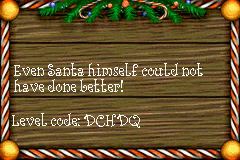 Even Santa himself could not
have done better!
Level code: DCHDQ